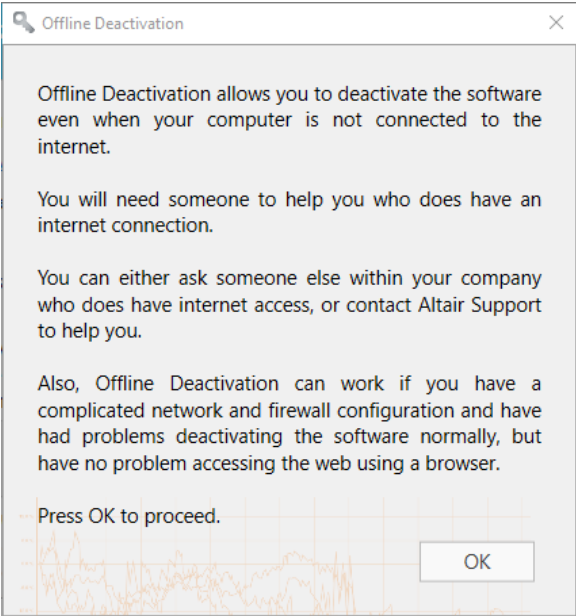 Offline Deactivation
Offline Deactivation allows you to deactivate the software
even when your computer is not connected to the
internet.
You will need someone to help you who does have an
internet connection.
You can either ask someone else within your company
who does have internet access, or contact Altair Support
to help you.
Also, Offline Deactivation can work if you have a
complicated network and firewall configuration and have
had problems deactivating the software normally, but
have no problem accessing the web using a browser.
Press OK to proceed.
OK